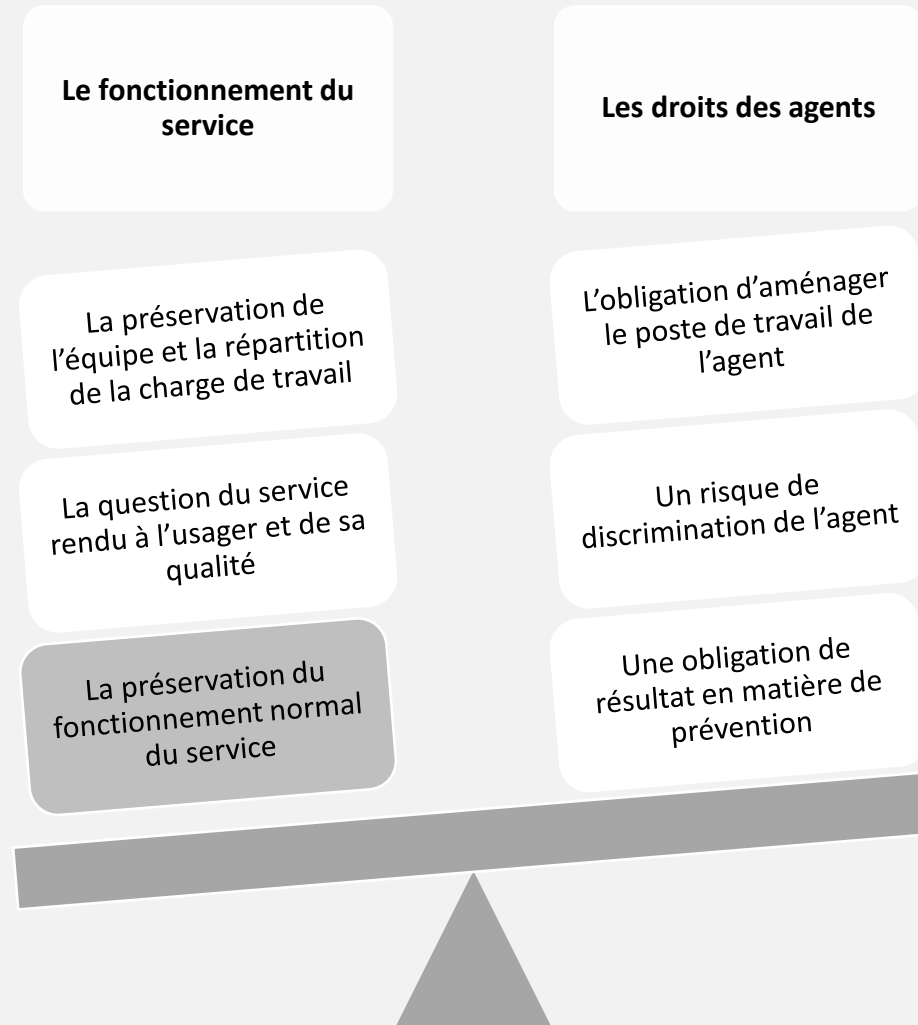 Le fonctionnement du
service
Les droits des agents
La préservation de
l’équipe et la répartition
de la charge de travail
L’obligation d’aménager
le poste de travail de
l’agent
La question du service
rendu à l’usager et de sa
qualité
Un risque de
discrimination de l’agent
La préservation du
fonctionnement normal
du service
Une obligation de
résultat en matière de
prévention